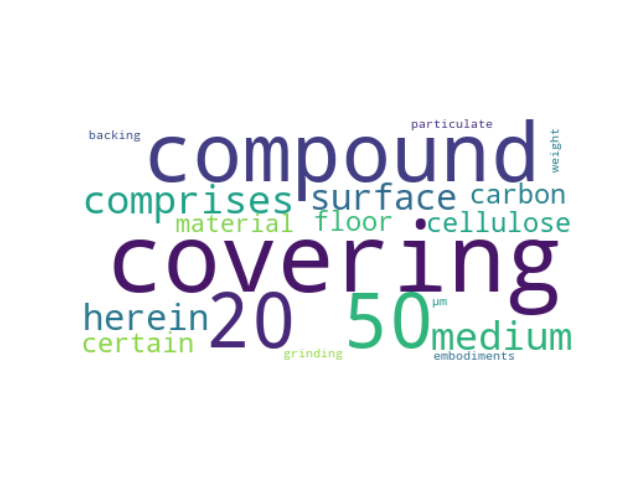 particulate
backing
compound
weight
comprises surface carbon
material floor cellulose
covering
µm
herein 20 50 medium
certain
grinding
embodiments